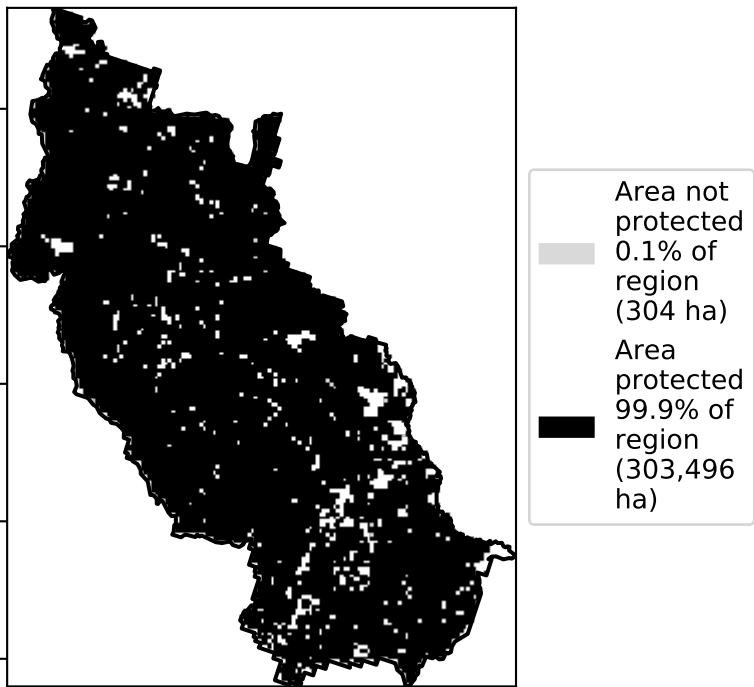 Area not
protected
0.1% of
region
(304 ha)
Area
protected
99.9% of
region
(303,496
ha)